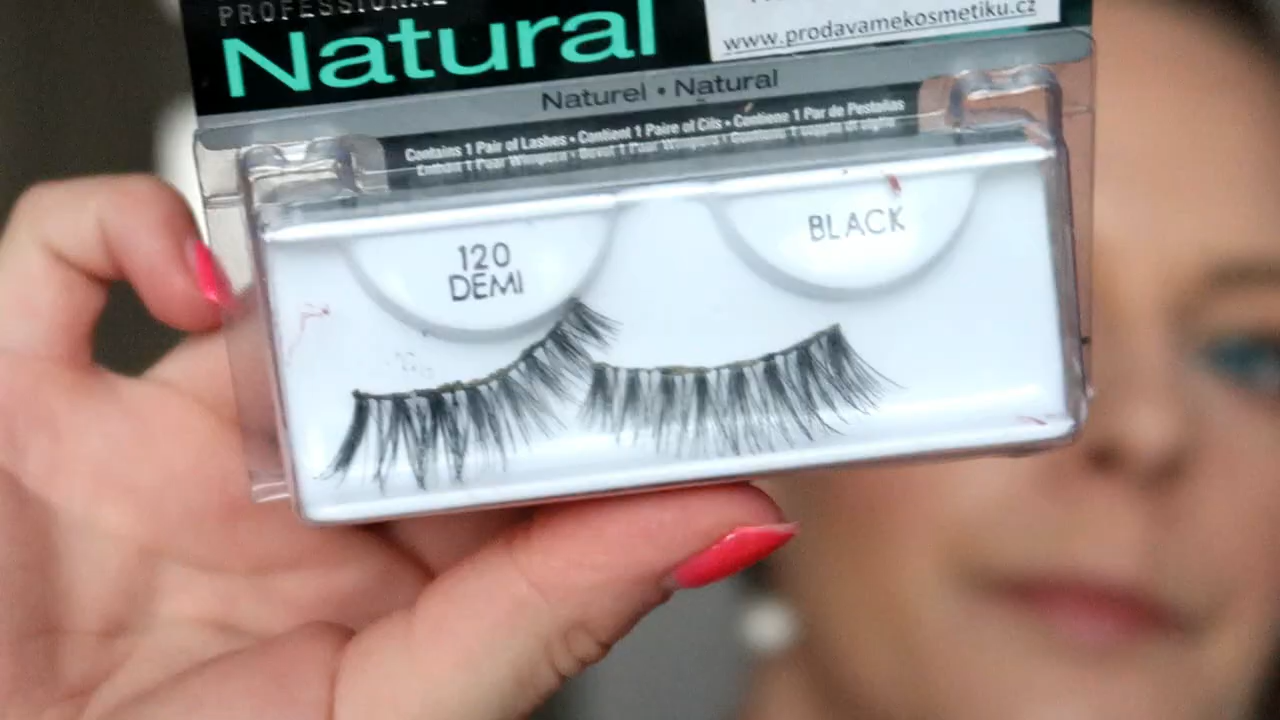 PROFESSIONAL
Natural
www.prodavamekosmetiku.cz
Naturel • Natural
Contains 1 Pair of Lashes • Contient 1 Paire of Cils • Contiene 1 Par de Pestañas
120
DEMI
BLACK